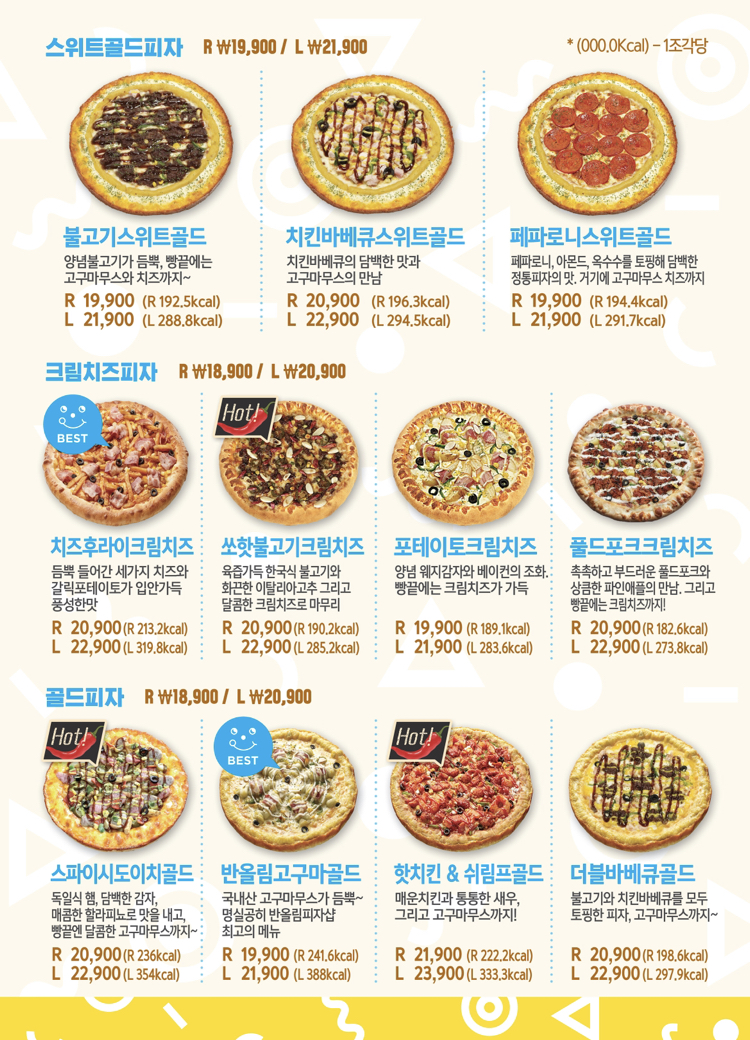 스위트골드피자 R ₩19,900 / L ₩21,900
* (000.0Kcal) – 1조각당
불고기스위트골드
양념불고기가 듬뿍, 빵끝에는
고구마무스와 치즈까지~
R 19,900 (R 192.5kcal)
L 21,900 (L 288.8kcal)
치킨바베큐스위트골드
치킨바베큐의 담백한 맛과
고구마무스의 만남
R 20,900 (R 196.3kcal)
L 22,900 (L 294.5kcal)
페파로니스위트골드
페파로니, 아몬드, 옥수수를 토핑해 담백한
정통피자의 맛. 거기에 고구마무스 치즈까지
R 19,900 (R 194.4kcal)
L 21,900 (L 291.7kcal)
크림치즈피자 R ₩18,900 / L ₩20,900
BEST
치즈후라이크림치즈
듬뿍 들어간 세가지 치즈와
갈릭포테이토가 입안가득
풍성한맛
R 20,900 (R 213.2kcal)
L 22,900 (L 319.8kcal)
Hot!
쏘핫불고기크림치즈
육즙가득 한국식 불고기와
화끈한 이탈리아고추 그리고
달콤한 크림치즈로 마무리
R 20,900 (R 190.2kcal)
L 22,900 (L 285.2kcal)
포테이토크림치즈
양념 웨지감자와 베이컨의 조화.
빵끝에는 크림치즈가 가득
R 19,900 (R 189.1kcal)
L 21,900 (L 283.6kcal)
풀드포크크림치즈
촉촉하고 부드러운 풀드포크와
상큼한 파인애플의 만남. 그리고
빵끝에는 크림치즈까지!
R 20,900 (R 182.6kcal)
L 22,900 (L 273.8kcal)
골드피자 R ₩18,900 / L ₩20,900
Hot!
스파이시도이치골드
독일식 햄, 담백한 감자,
매콤한 할라피뇨로 맛을 내고,
빵끝엔 달콤한 고구마무스까지~
R 20,900 (R 236kcal)
L 22,900 (L 354kcal)
BEST
반올림고구마골드
국내산 고구마무스가 듬뿍~
명실공히 반올림피자샵
최고의 메뉴
R 19,900 (R 241.6kcal)
L 21,900 (L 388kcal)
Hot!
핫치킨 & 쉬림프골드
매운치킨과 통통한 새우,
그리고 고구마무스까지!
R 21,900 (R 222.2kcal)
L 23,900 (L 333.3kcal)
더블바베큐골드
불고기와 치킨바베큐를 모두
토핑한 피자, 고구마무스까지~
R 20,900 (R 198.6kcal)
L 22,900 (L 297.9kcal)